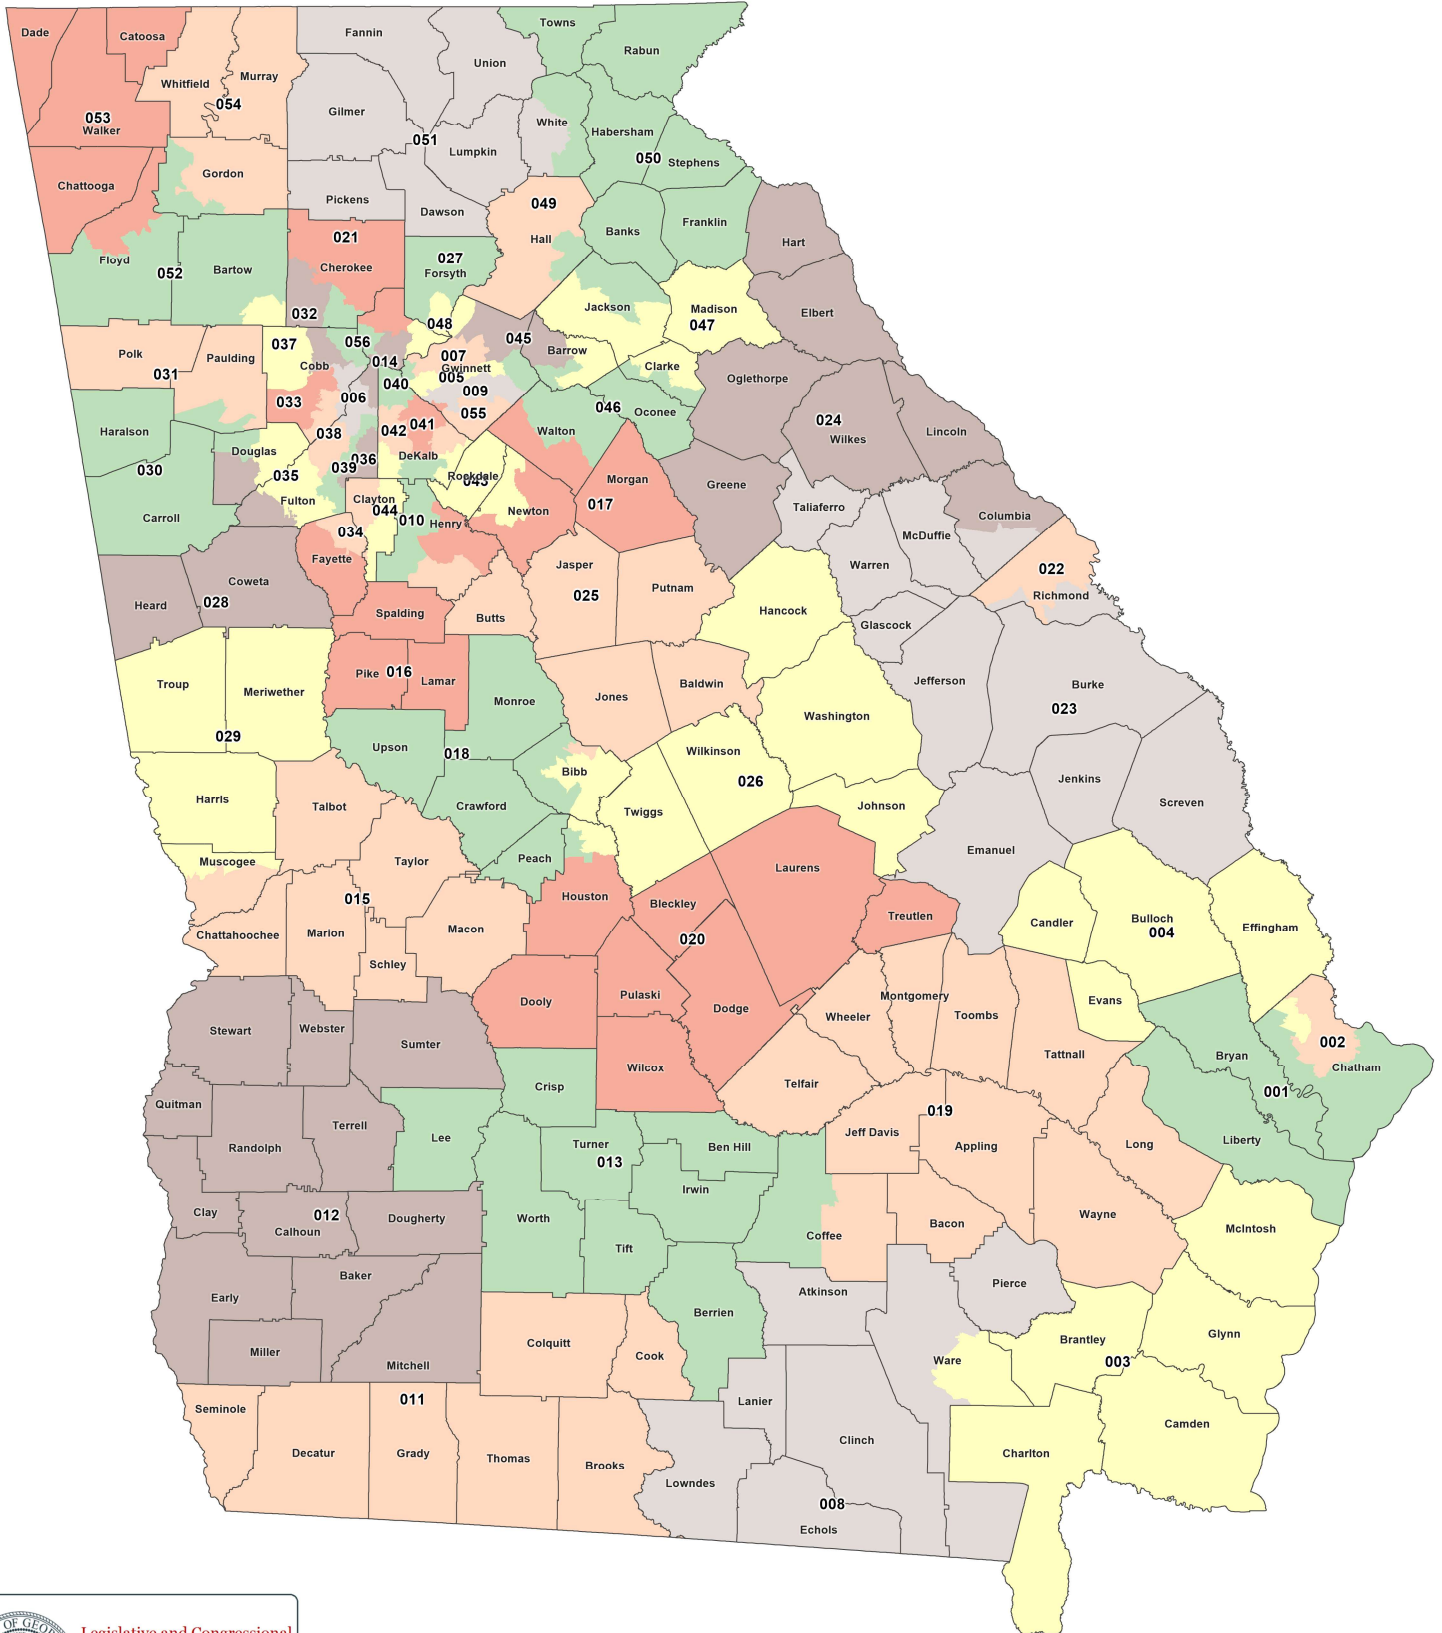 Dade
Catoosa
Fannin
Towns
Rabun
Union
Whitfield
Murray
054
Gilmer
053
Walker
White
Habersham
051
Lumpkin
050
Stephens
Chattooga
Gordon
Pickens
049
Dawson
Franklin
Banks
Hall
Hart
021
027
Forsyth
Cherokee
Floyd
052
Bartow
Jackson
Madison
047
Elbert
032
048
045
056
037
Polk
Paulding
031
Cobb
014
007
Gwinnett
005
Barrow
Clarke
Oglethorpe
040
009
033
006
055
046
Oconee
024
Wilkes
Lincoln
Haralson
038
042
041
Walton
030
Douglas
035
036
039
DeKalb
Rockdale
043
Morgan
017
Greene
Fulton
Clayton
044
010
Henry
Newton
Taliaferro
Columbia
Carroll
034
McDuffie
Fayette
Jasper
025
Putnam
Warren
022
Richmond
Coweta
Heard
028
Spalding
Butts
Hancock
Glascock
Troup
Meriwether
Pike
016
Lamar
Monroe
Jones
Baldwin
Jefferson
Burke
023
029
Upson
018
Bibb
Wilkinson
026
Washington
Jenkins
Screven
Harris
Talbot
Crawford
Twiggs
Johnson
Muscogee
Taylor
Peach
Emanuel
Laurens
015
Houston
Bleckley
020
Treutlen
Candler
Bulloch
004
Effingham
Chattahoochee
Marion
Macon
Schley
Dooly
Pulaski
Dodge
Montgomery
Wheeler
Toombs
Evans
Stewart
Webster
Sumter
Tattnall
Bryan
002
Chatham
Wilcox
Crisp
Telfair
001
Quitman
Randolph
Terrell
Lee
Turner
013
Ben Hill
Jeff Davis
019
Appling
Long
Liberty
Irwin
Clay
Calhoun
012
Dougherty
Worth
Tift
Coffee
Bacon
Wayne
McIntosh
Early
Baker
Miller
Mitchell
Berrien
Atkinson
Pierce
Colquitt
Cook
Ware
Brantley
003
Glynn
Seminole
011
Lanier
Clinch
Camden
Decatur
Grady
Thomas
Brooks
Lowndes
Charlton
008
Echols
OF GEO
Legislative and Congressional